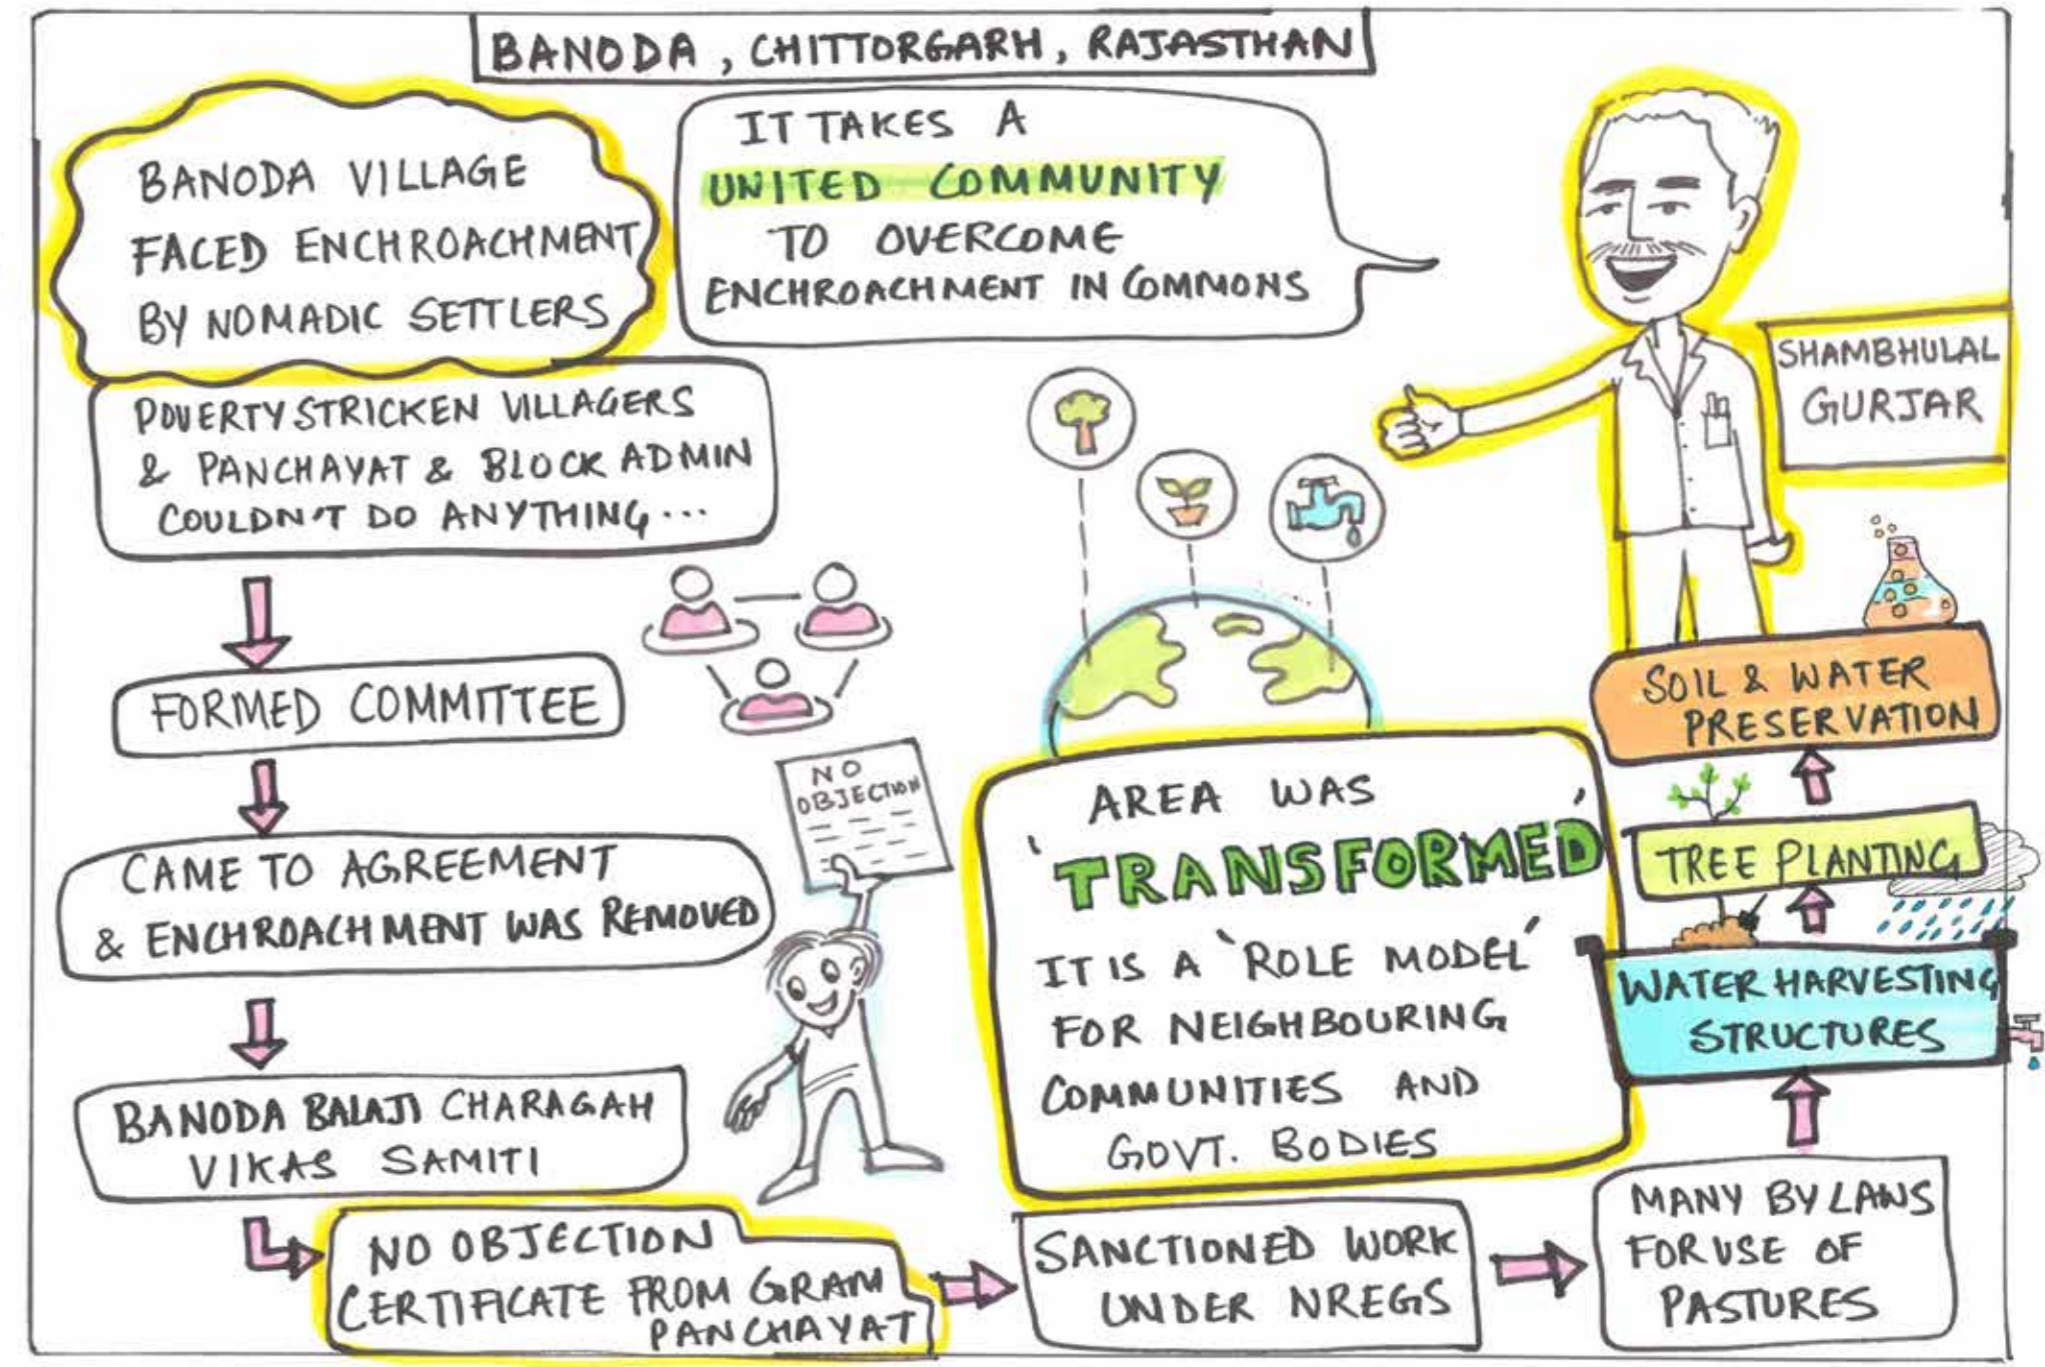 BANODA, CHITTORGARH, RAJASTHAN
BANODA VILLAGE
FACED ENCHROACHMENT
BY NOMADIC SETTLERS
IT TAKES A
UNITED COMMUNITY
TO OVERCOME
ENCHROACHMENT IN COMMONS
SHAMBHULAL
GURJAR
POVERTY STRICKEN VILLAGERS
& PANCHAYAT & BLOCK ADMIN
COULDN'T DO ANYTHING...
FORMED COMMITTEE
CAME TO AGREEMENT
& ENCHROACHMENT WAS REMOVED
NO
OBJECTION
BANODA BALAJI CHARAGAH
VIKAS SAMITI
NO OBJECTION
CERTIFICATE FROM GRAM
PANCHAYAT
SANCTIONED WORK
UNDER NREGS
MANY BY LAWS
FOR USE OF
PASTURES
WATER HARVESTING
STRUCTURES
TREE PLANTING
SOIL & WATER
PRESERVATION
AREA WAS
'TRANSFORMED'
IT IS A 'ROLE MODEL'
FOR NEIGHBOURING
COMMUNITIES AND
GOVT. BODIES